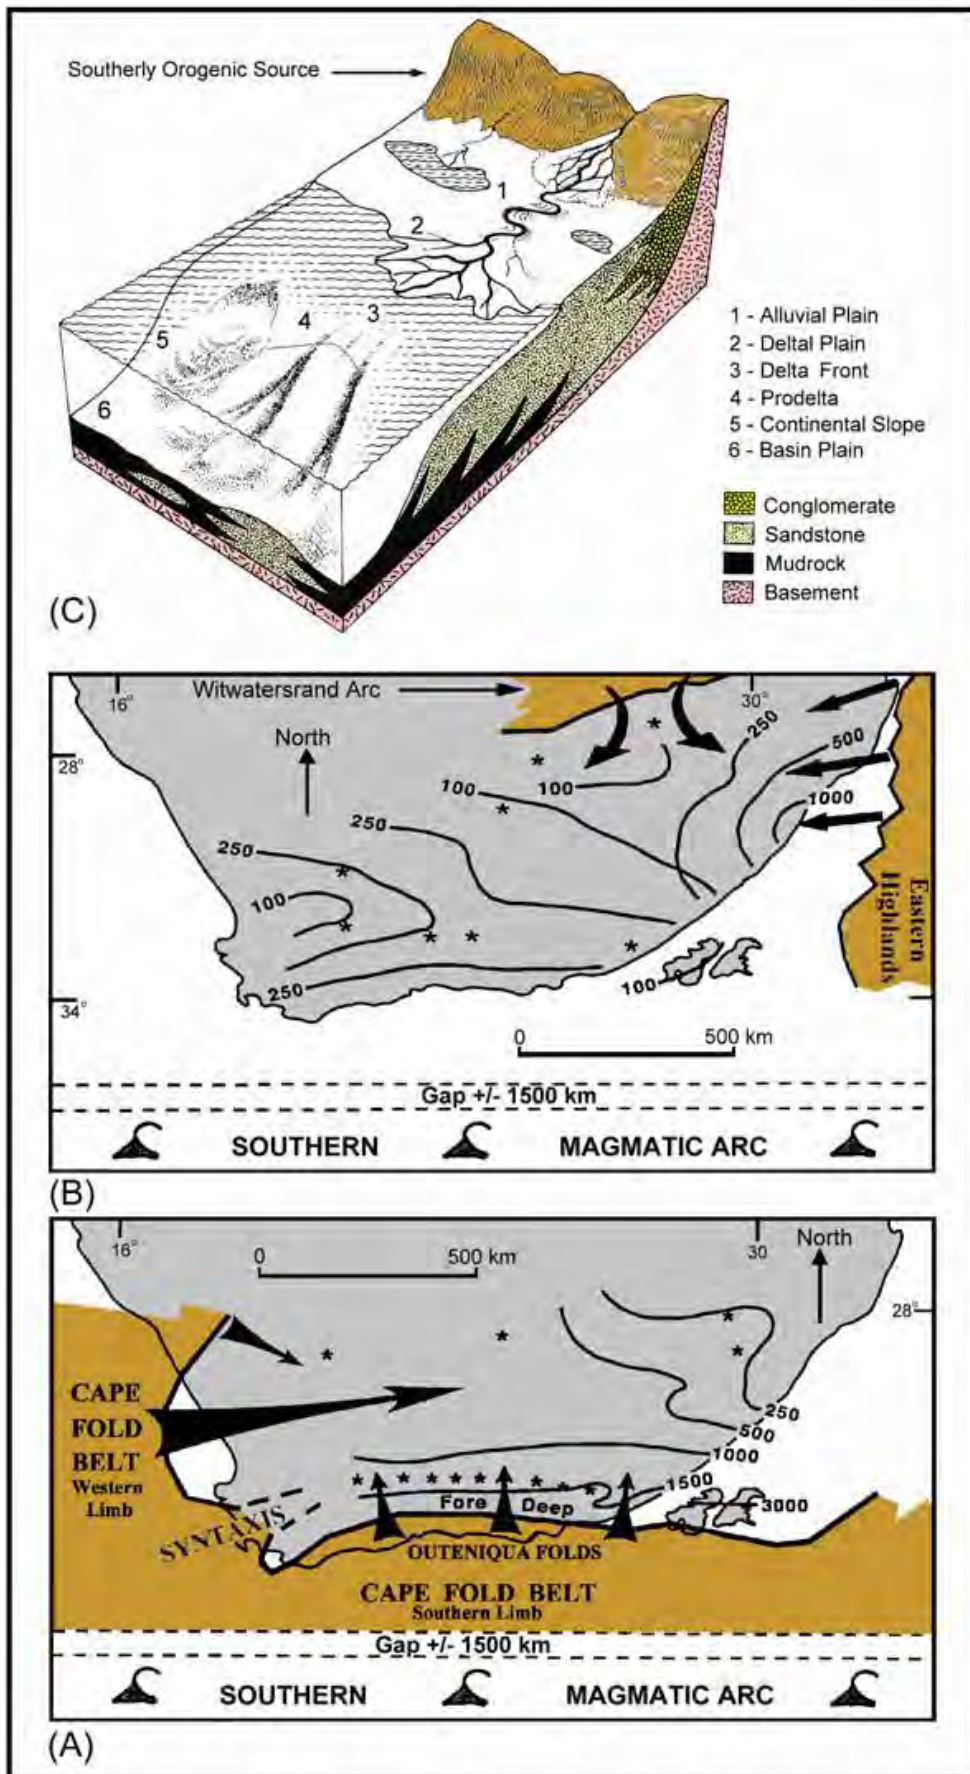 Southerly Orogenic Source
1
2
3
4
5
6
1 - Alluvial Plain
2 - Deltal Plain
3 - Delta Front
4 - Prodelta
5 - Continental Slope
6 - Basin Plain
Conglomerate
Sandstone
Mudrock
Basement
(C)
16°
Witwatersrand Arc
30°
North
28°
250
500
1000
100
100
250
250
100
250
100
Eastern
Highlands
34°
0 500 km
Gap +/- 1500 km
SOUTHERN MAGMATIC ARC
(B)
16°
0 500 km
30
North
28°
CAPE
FOLD
BELT
Western
Limb
250
500
1000
1500
3000
Fore Deep
SYNTAXIS
OUTENIQUA FOLDS
CAPE FOLD BELT
Southern Limb
Gap +/- 1500 km
SOUTHERN MAGMATIC ARC
(A)